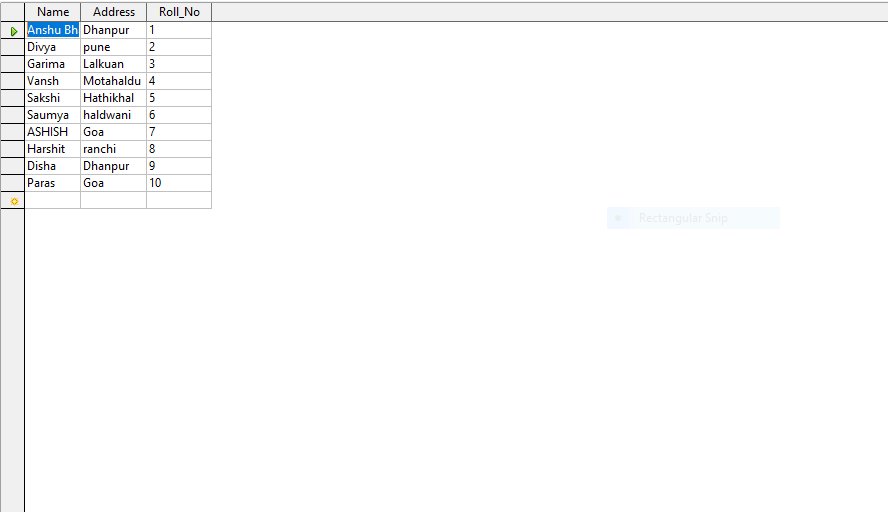 Name Address Roll_No
Anshu Bh Dhanpur 1
Divya pune 2
Garima Lalkuan 3
Vansh Motahaldu 4
Sakshi Hathikhal 5
Saumya haldwani 6
ASHISH Goa 7
Harshit ranchi 8
Disha Dhanpur 9
Paras Goa 10
Rectangular Snip